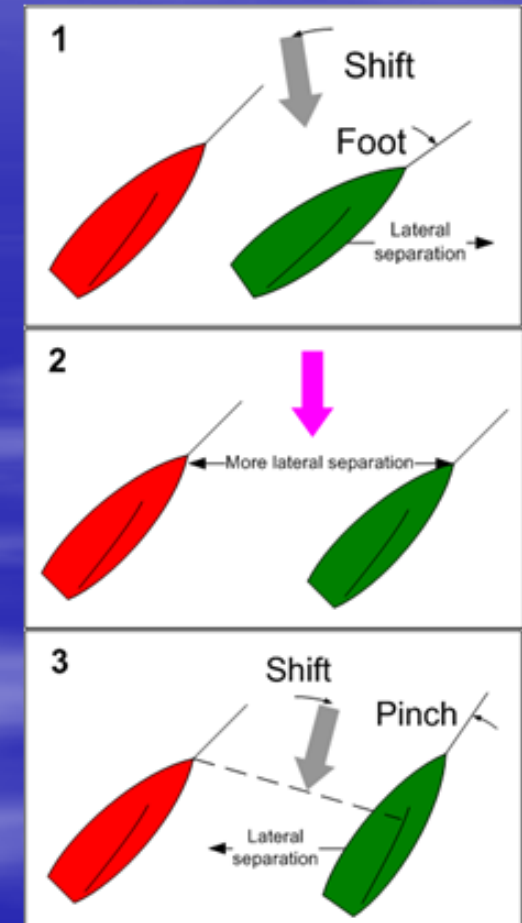 1
Shift
Foot
Lateral
separation
2
More lateral separation
3
Shift
Pinch
Lateral
separation